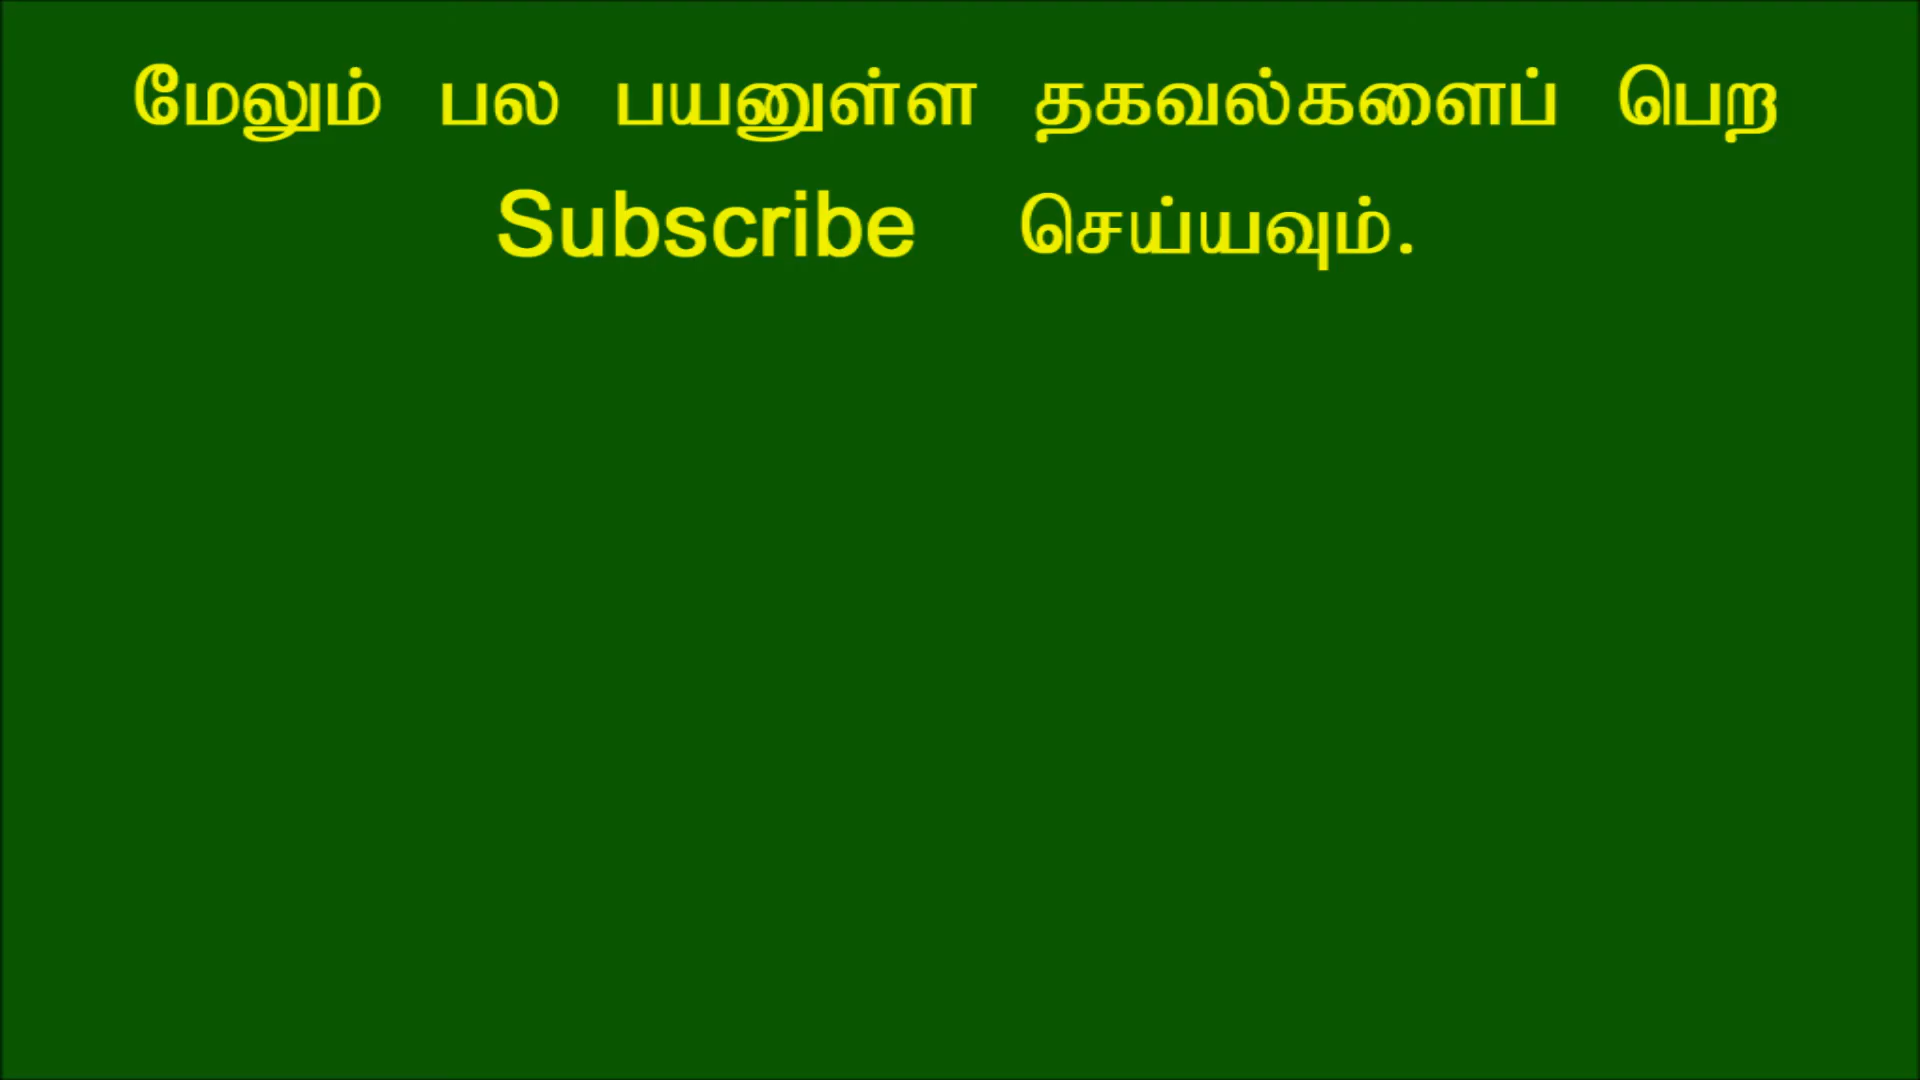 மேலும் பல பயனுள்ள தகவல்களைப் பெற
Subscribe செய்யவும்.